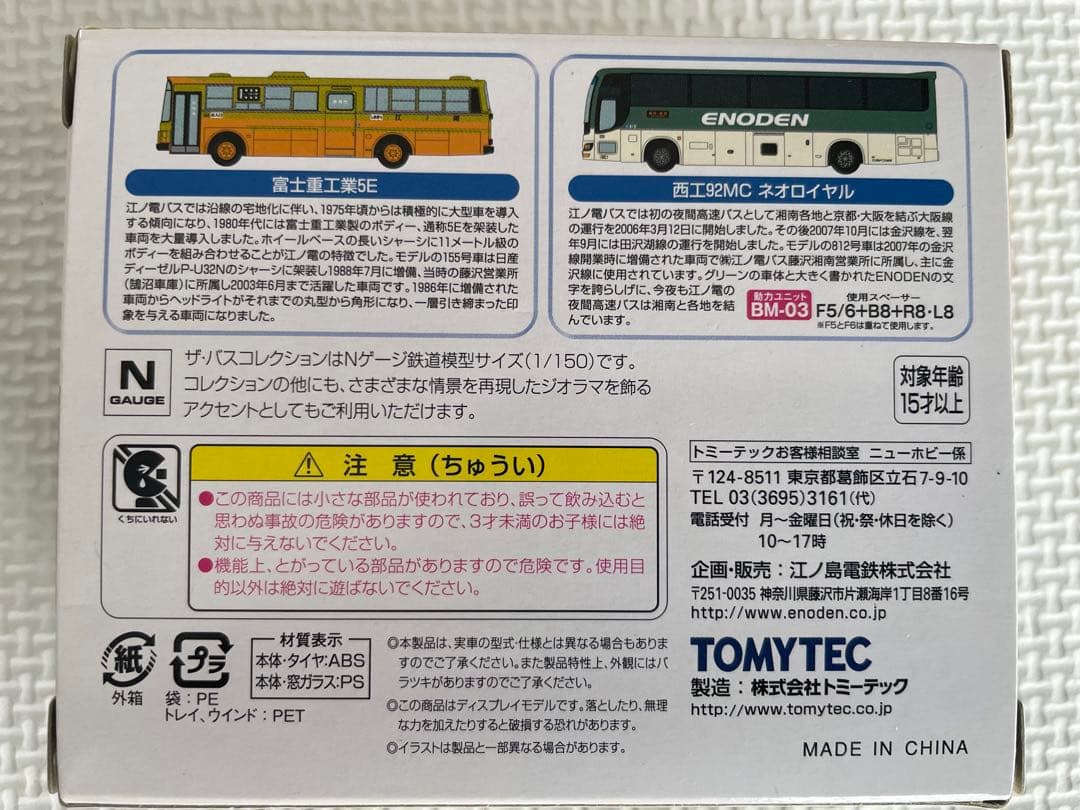 富士重工業5E
江ノ電バスでは沿線の宅地化に伴い、1975年頃からは積極的に大型車を導入
する傾向になり、1980年代には富士重工業製のボディー、通称5Eを架装した
車両を大量導入しました。ホイールベースの長いシャーシに11メートル級の
ボディーを組み合わせることが江ノ電の特徴でした。モデルの155号車は日産
ディーゼルP-U32Nのシャーシに架装し1988年7月に増備、当時の藤沢営業所
(鵠沼車庫)に所属し2003年6月まで活躍した車両です。1986年に増備された
車両からヘッドライトがそれまでの丸型から角形になり、一層引き締まった印
象を与える車両になりました。
ENODEN
西工92MC ネオロイヤル
江ノ電バスでは初の夜間高速バスとして湘南各地と京都・大阪を結ぶ大阪線
の運行を2006年3月12日に開始しました。その後2007年10月には金沢線を、翌
年9月には田沢湖線の運行を開始しました。モデルの812号車は2007年の金沢
線開業時に増備された車両で㈱江ノ電バス藤沢湘南営業所に所属し、主に金
沢線に使用されています。グリーンの車体と大きく書かれたENODENの文
字を誇らしげに、今夜も江ノ電の
夜間高速バスは湘南と各地を結
んでいます。
動力ユニット
BM-03
使用スペーサー
F5/6+B8+R8・L8
※F5とF6は重ねて使用します。
N
GAUGE
ザ・バスコレクションはNゲージ鉄道模型サイズ(1/150)です。
コレクションの他にも、さまざまな情景を再現したジオラマを飾る
アクセントとしてもご利用いただけます。
対象年齢
15才以上
くちにいれない
注 意 (ちゅうい)
●この商品には小さな部品が使われており、誤って飲み込むと
思わぬ事故の危険がありますので、3才未満のお子様には絶
対に与えないでください。
●機能上、とがっている部品がありますので危険です。使用目
的以外は絶対に遊ばないでください。
トミーテックお客様相談室 ニューホビー係
〒124-8511 東京都葛飾区立石7-9-10
TEL 03(3695)3161(代)
電話受付 月〜金曜日(祝・祭・休日を除く)
10〜17時
企画・販売：江ノ島電鉄株式会社
〒251-0035 神奈川県藤沢市片瀬海岸1丁目8番16号
http://www.enoden.co.jp
TOMYTEC
製造：株式会社トミーテック
http://www.tomytec.co.jp
MADE IN CHINA
紙
外箱
プラ
袋：PE
トレイ、ウインド：PET
材質表示
本体・タイヤ：ABS
本体・窓ガラス：PS
◎本製品は、実車の型式・仕様とは異なる場合もありま
すのでご了承ください。また製品特性上、外観にはバ
ラツキがありますのでご了承ください。
◎この商品はディスプレイモデルです。落としたり、無理
な力を加えたりすると破損する恐れがあります。
◎イラストは製品と一部異なる場合があります。